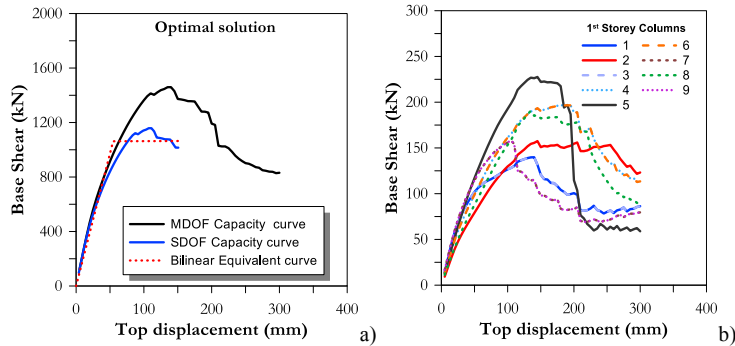 Optimal solution
Base Shear (kN)
2000
1600
1200
800
400
0
MDOF Capacity curve
SDOF Capacity curve
Bilinear Equivalent curve
0 100 200 300 400
Top displacement (mm)
a)
Base Shear (kN)
300
250
200
150
100
50
0
1st Storey Columns
1 6
2 7
3 8
4 9
5
0 100 200 300 400
Top displacement (mm)
b)